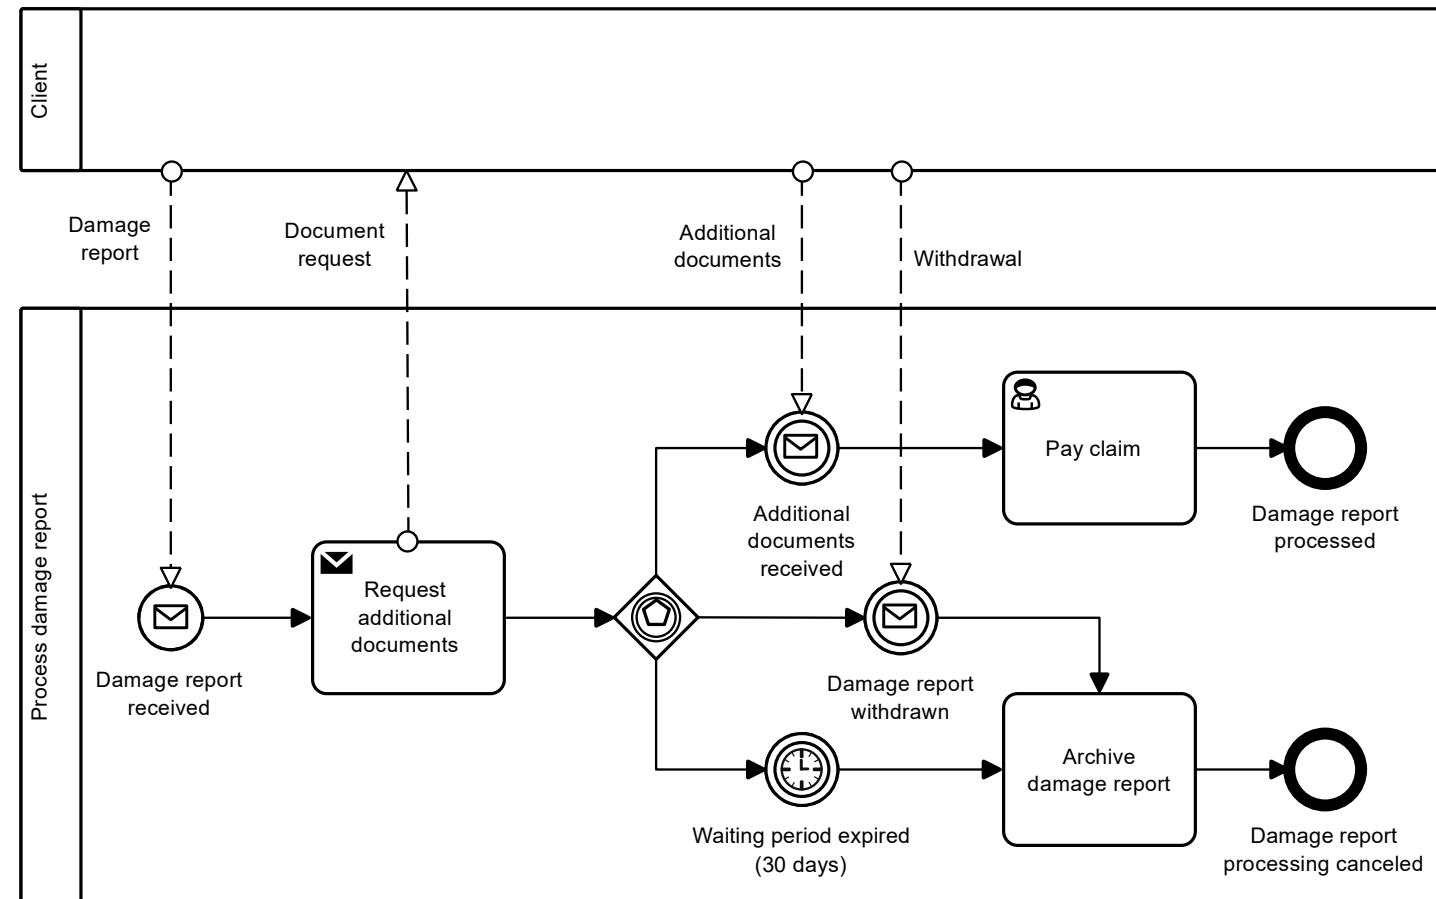 Client
Damage
report
Document
request
Additional
documents
Withdrawal
Process damage report
Damage report
received
Request
additional
documents
Additional
documents
received
Pay claim
Damage report
processed
Damage report
withdrawn
Waiting period expired
(30 days)
Archive
damage report
Damage report
processing canceled